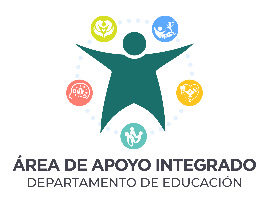 ÁREA DE APOYO INTEGRADO
DEPARTAMENTO DE EDUCACIÓN